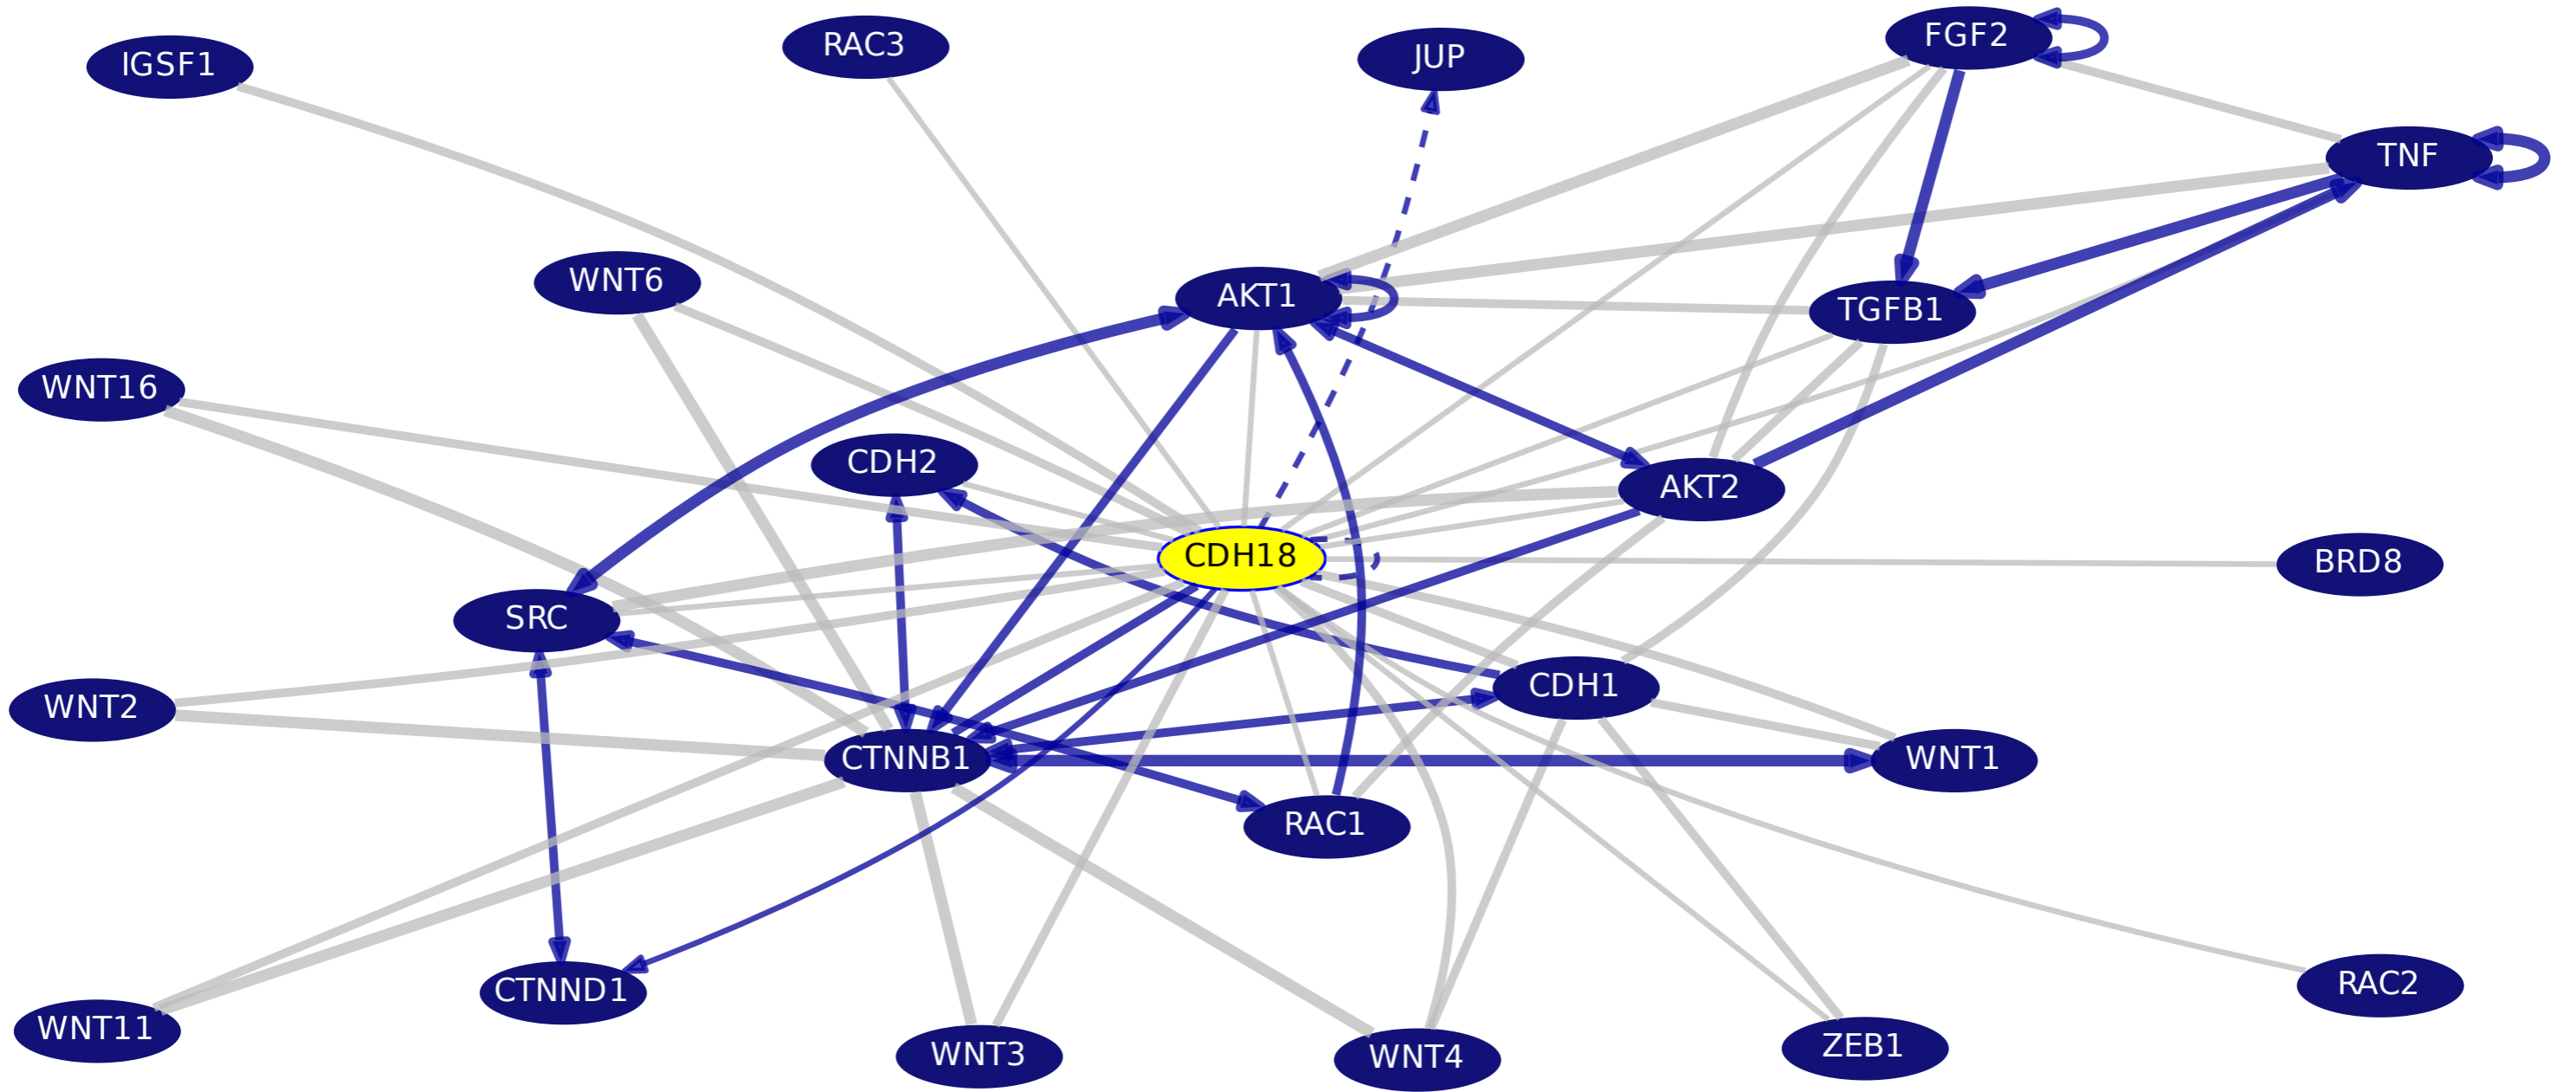 IGSF1
RAC3
JUP
FGF2
TNF
WNT6
AKT1
TGFB1
WNT16
CDH2
AKT2
CDH18
BRD8
SRC
WNT2
CDH1
CTNNB1
WNT1
RAC1
CTNND1
RAC2
WNT11
WNT3
WNT4
ZEB1